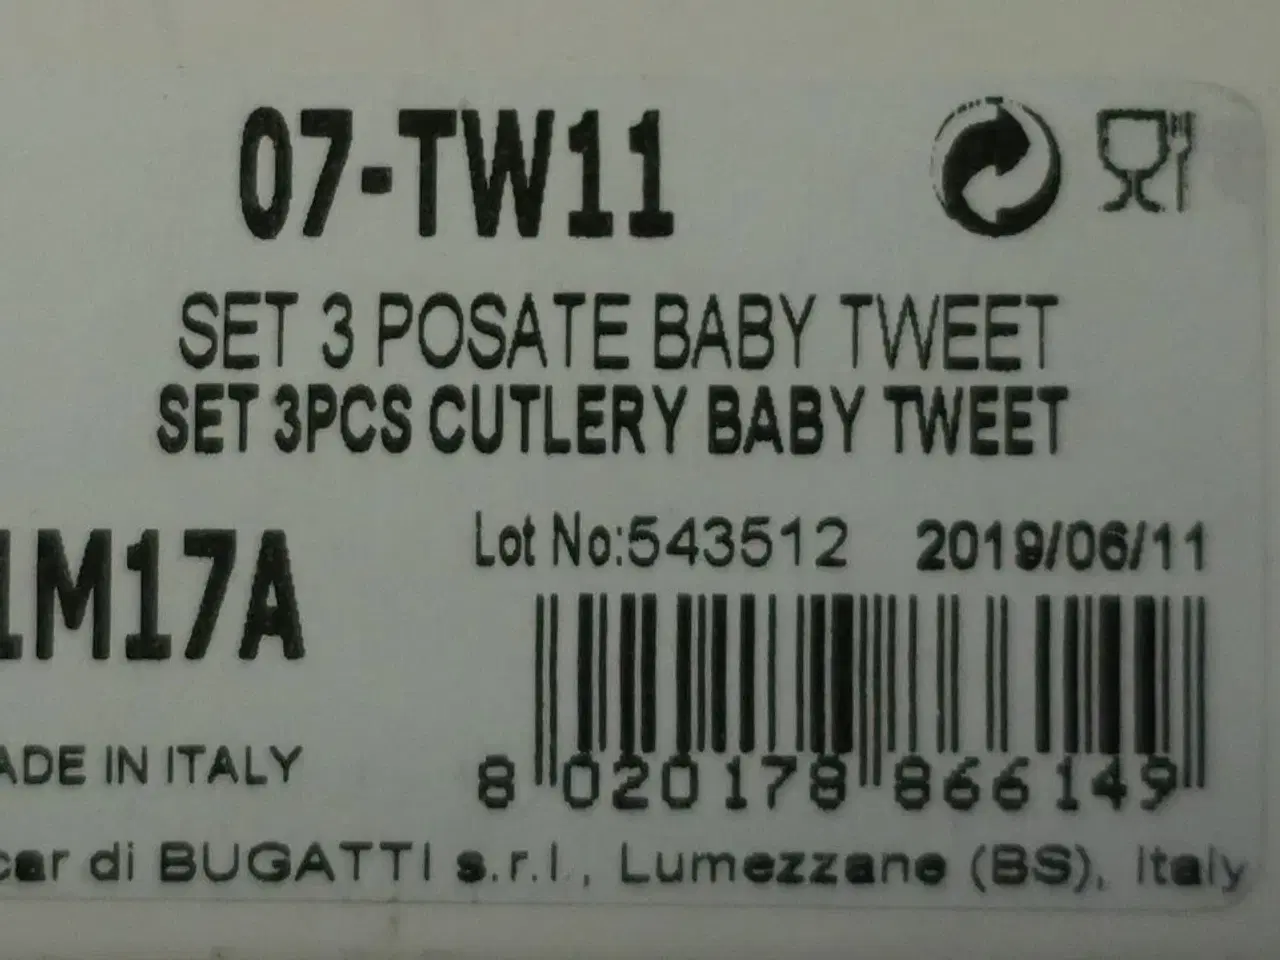 07-TW11
SET 3 POSATE BABY TWEET
SET 3PCS CUTLERY BABY TWEET
Lot No:543512 2019/06/11
1M17A
ADE IN ITALY
8 020178 866149
car di BUGATTI s.r.l., Lumezzane (BS), Italy